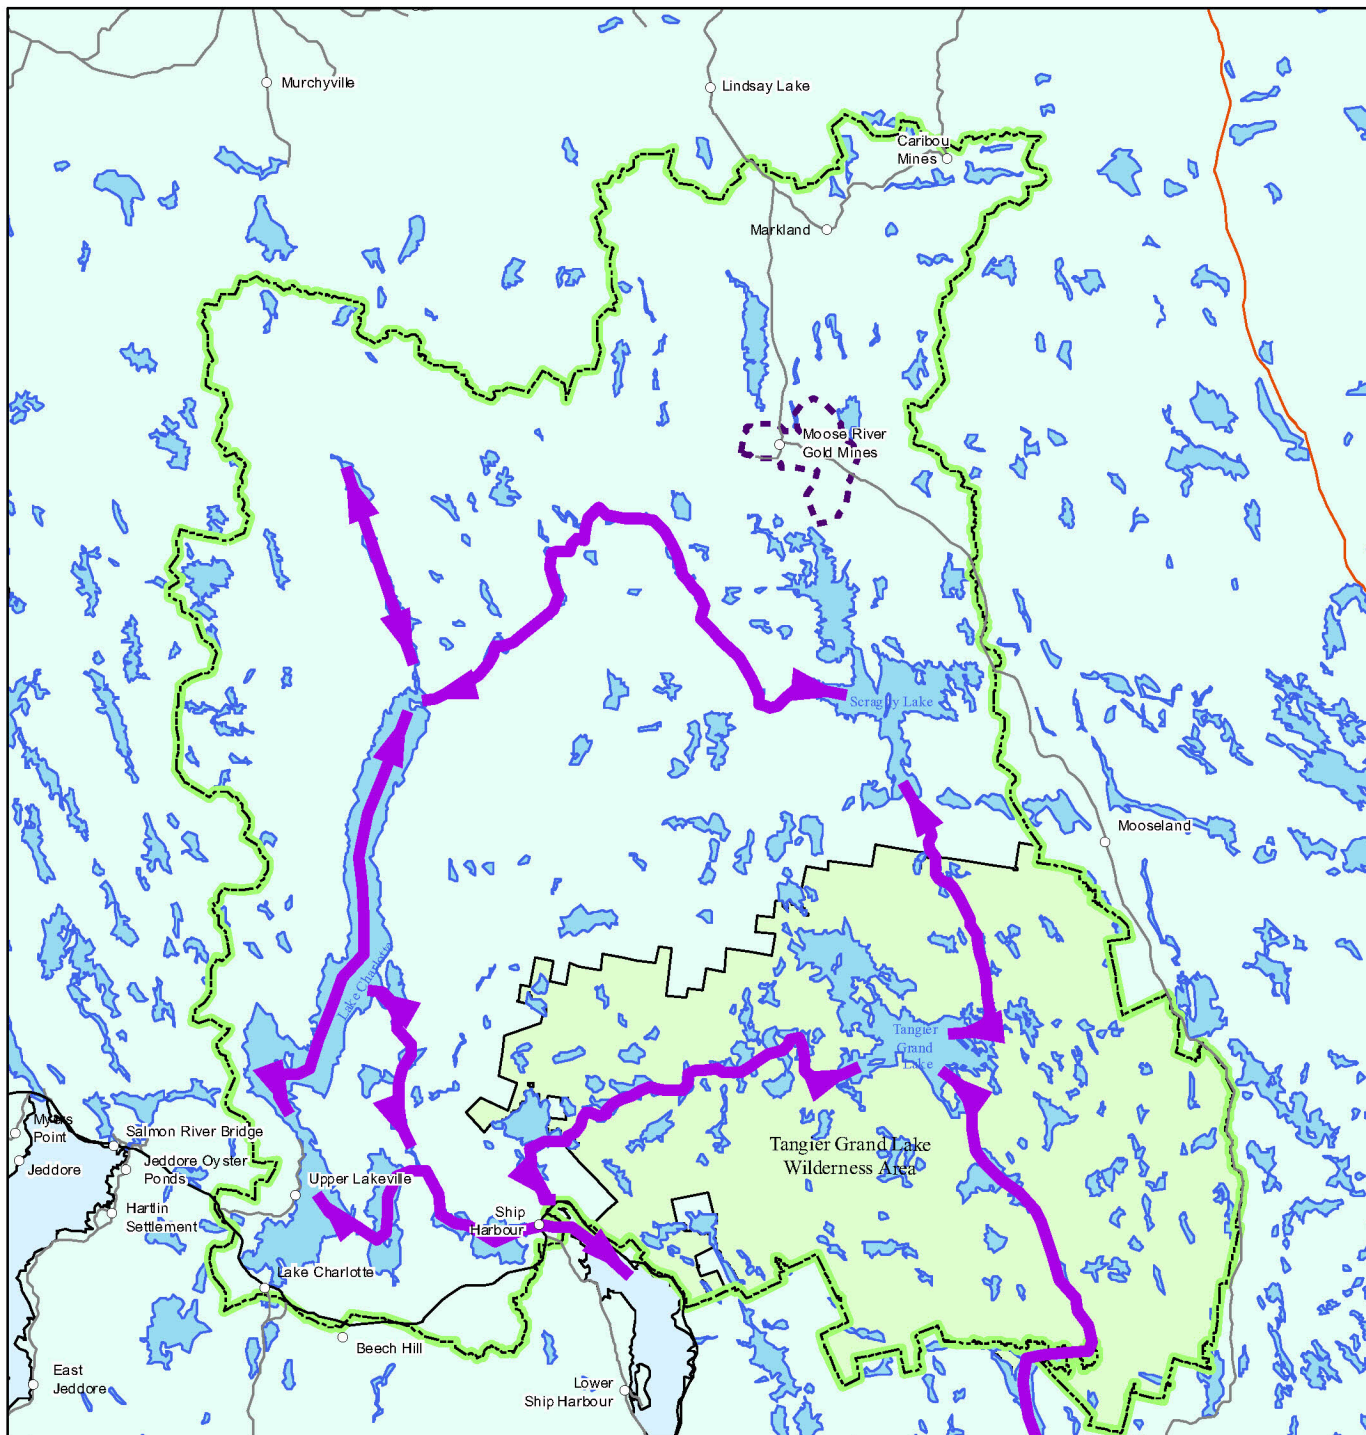 Murchyville
Lindsay Lake
Caribou
Mines
Markland
Moose River
Gold Mines
Scraggy Lake
Mooseland
Lake Charlotte
Tangier
Grand
Lake
Myers
Point
Salmon River Bridge
Jeddore
Jeddore Oyster
Ponds
Tangier Grand Lake
Wilderness Area
Upper Lakeville
Hartlin
Settlement
Ship
Harbour
Lake Charlotte
Beech Hill
East
Jeddore
Lower
Ship Harbour